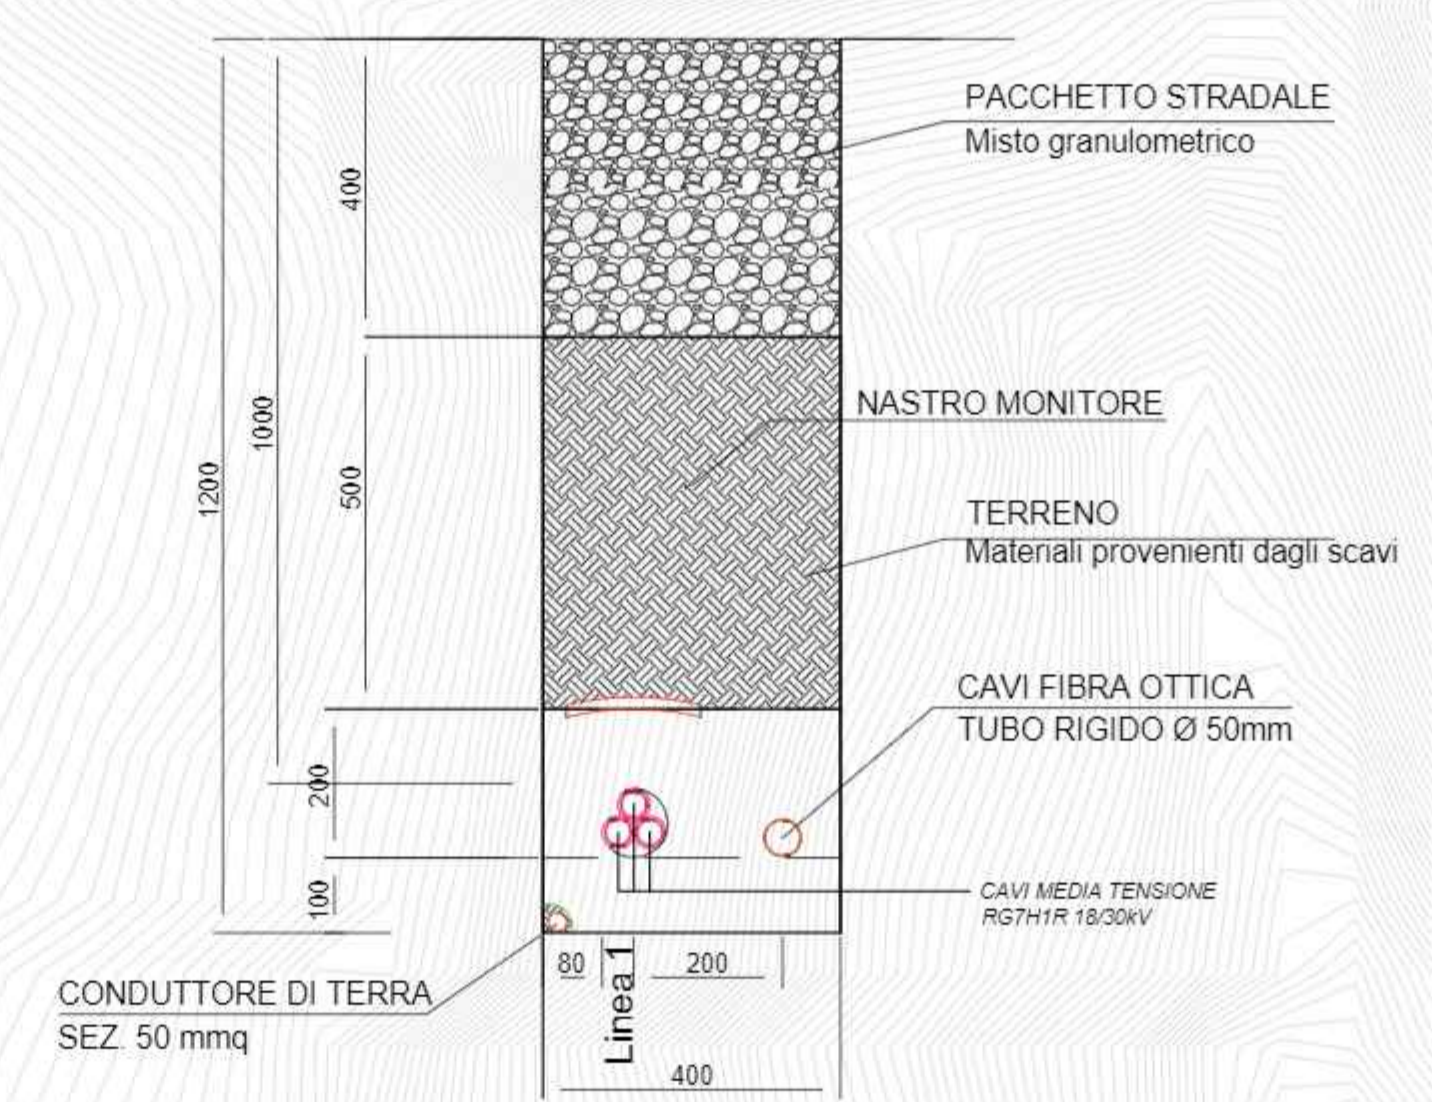 PACCHETTO STRADALE
Misto granulometrico
400
NASTRO MONITORE
1000
1200
500
TERRENO
Materiali provenienti dagli scavi
CAVI FIBRA OTTICA
TUBO RIGIDO Ø 50mm
200
100
CAVI MEDIA TENSIONE
RG7H1R 18/30kV
80
Linea 1
200
CONDUTTORE DI TERRA
SEZ. 50 mmq
400